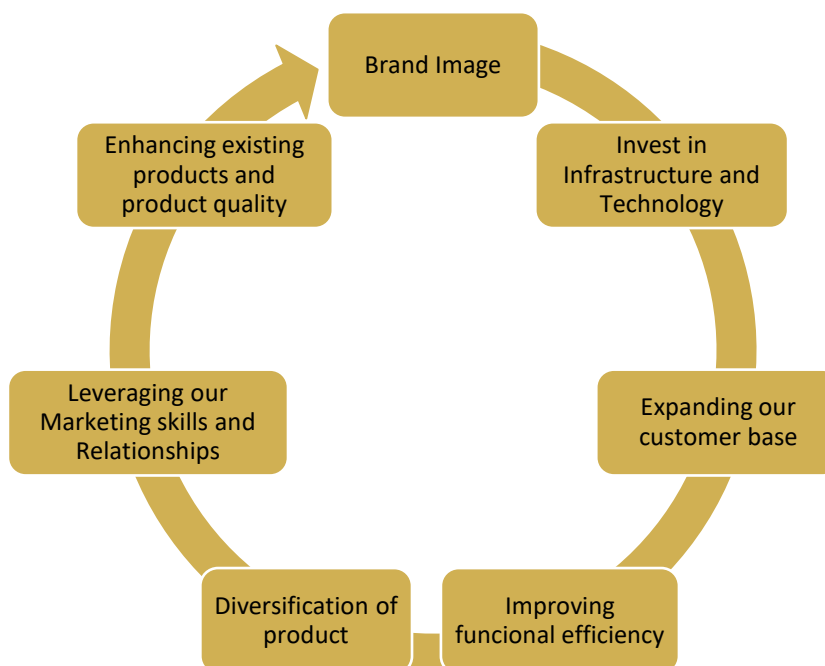 Brand Image
Invest in
Infrastructure and
Technology
Expanding our
customer base
Improving
funcional efficiency
Diversification of
product
Leveraging our
Marketing skills and
Relationships
Enhancing existing
products and
product quality